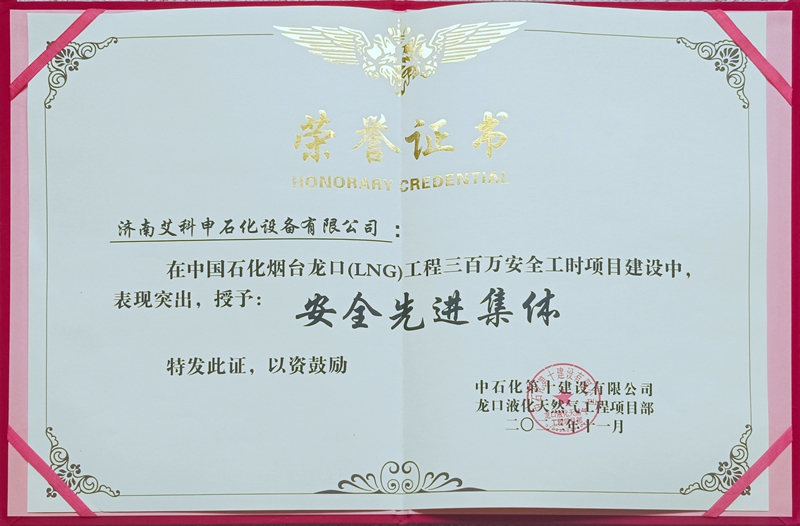 荣誉证书
HONORARY CREDENTIAL
济南艾科申石化设备有限公司：
在中国石化烟台龙口(LNG)工程三百万安全工时项目建设中，
表现突出，授予：安全先进集体
特发此证，以资鼓励
中石化第十建设有限公司
龙口液化天然气工程项目部
二〇 年十一月